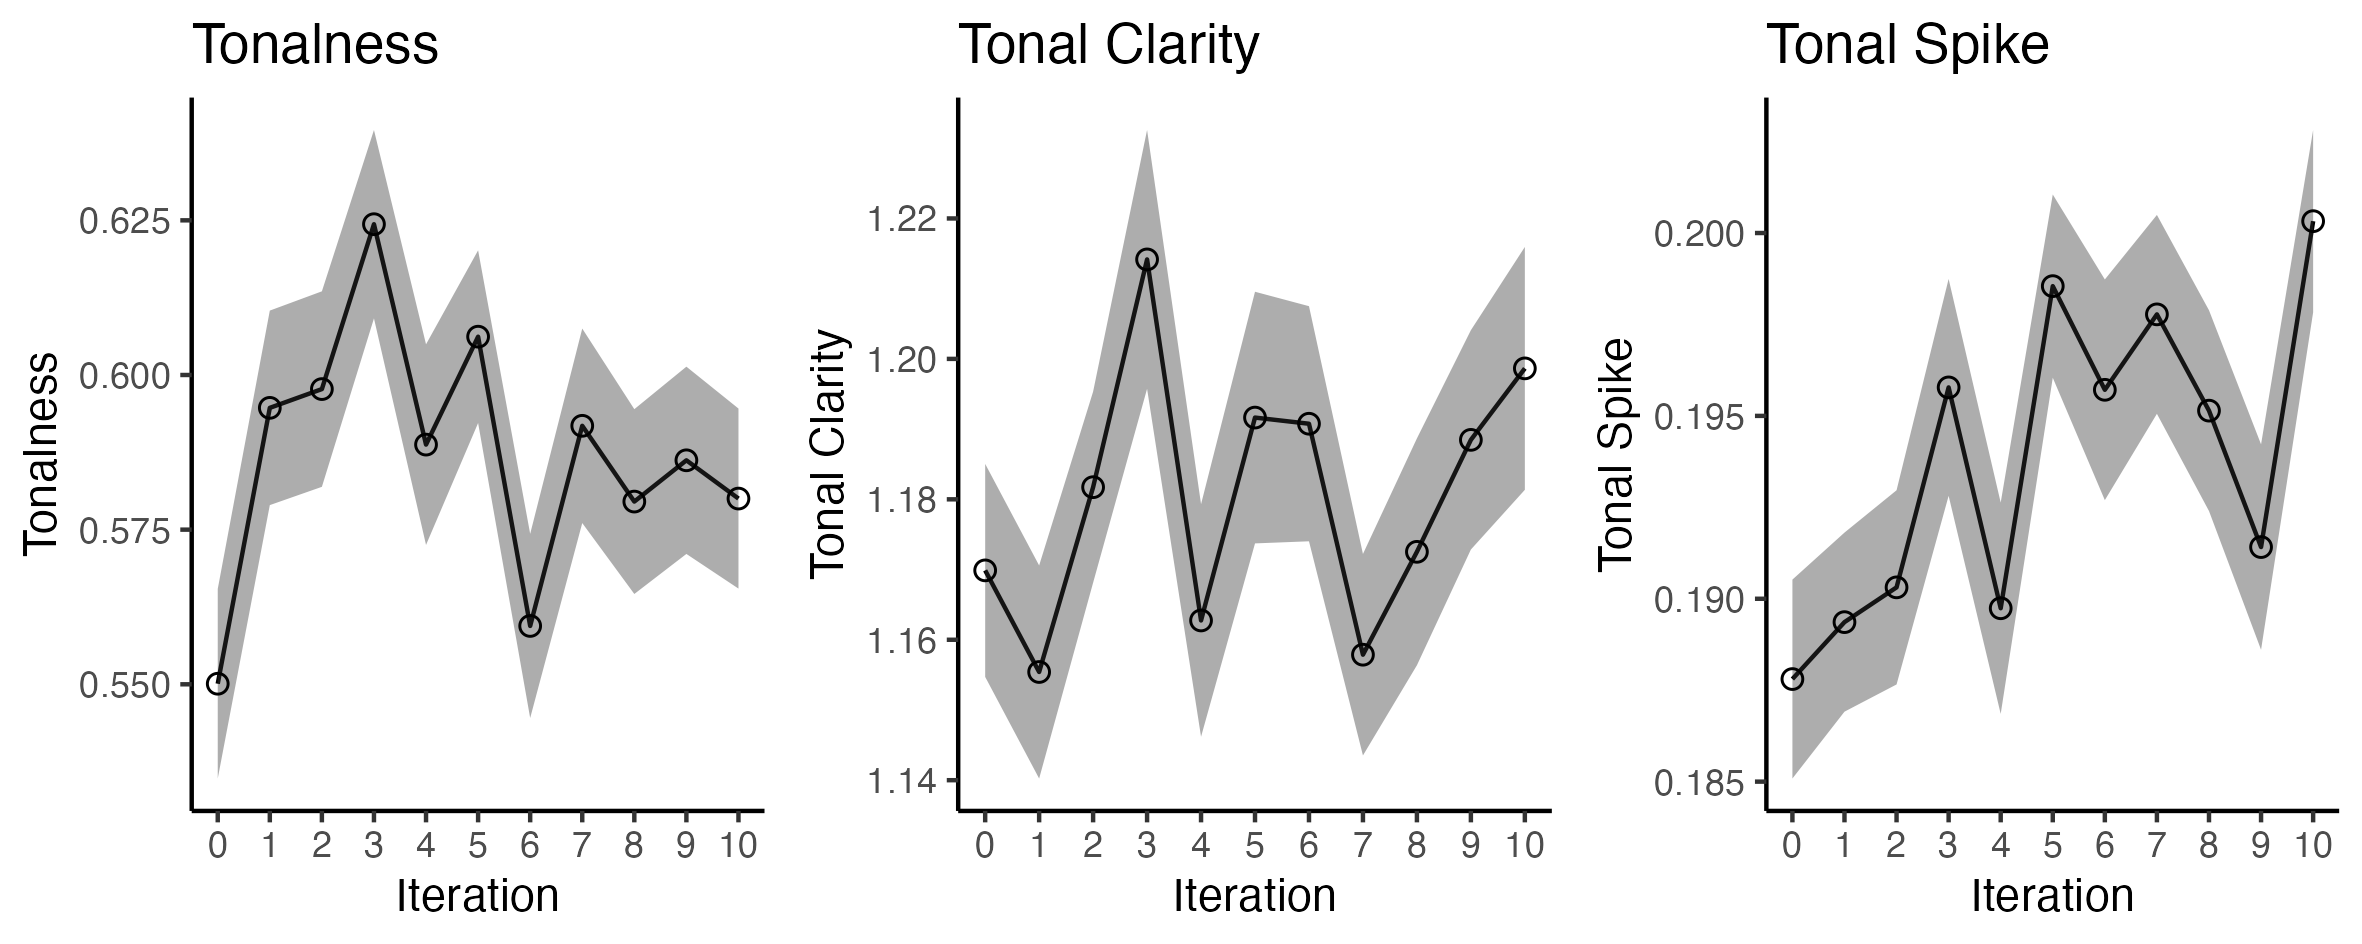 Tonalness
Tonalness
0.625
0.600
0.575
0.550
0 1 2 3 4 5 6 7 8 9 10
Iteration
Tonal Clarity
Tonal Clarity
1.22
1.20
1.18
1.16
1.14
0 1 2 3 4 5 6 7 8 9 10
Iteration
Tonal Spike
Tonal Spike
0.200
0.195
0.190
0.185
0 1 2 3 4 5 6 7 8 9 10
Iteration